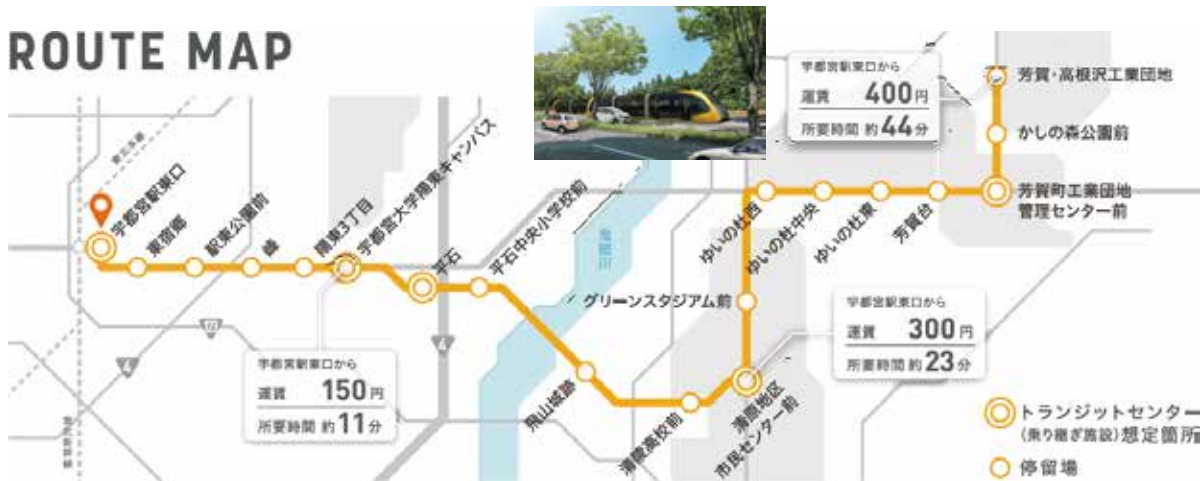 ROUTE MAP
宇都宮駅東口から
運賃 400円
所要時間 約44分
芳賀・高根沢工業団地
かしの森公園前
芳賀町工業団地
管理センター前
宇都宮駅東口
東宿郷
駅東公園前
峰
陽東3丁目
宇都宮大学陽東キャンパス
平石
平石中央小学校前
ゆいの杜西
ゆいの杜中央
ゆいの杜東
芳賀台
グリーンスタジアム前
飛山城跡
清陵高校前
清原地区
市民センター前
4
4
宇都宮駅東口から
運賃 150円
所要時間 約11分
宇都宮駅東口から
運賃 300円
所要時間 約23分
トランジットセンター
(乗り継ぎ施設)想定箇所
停留場